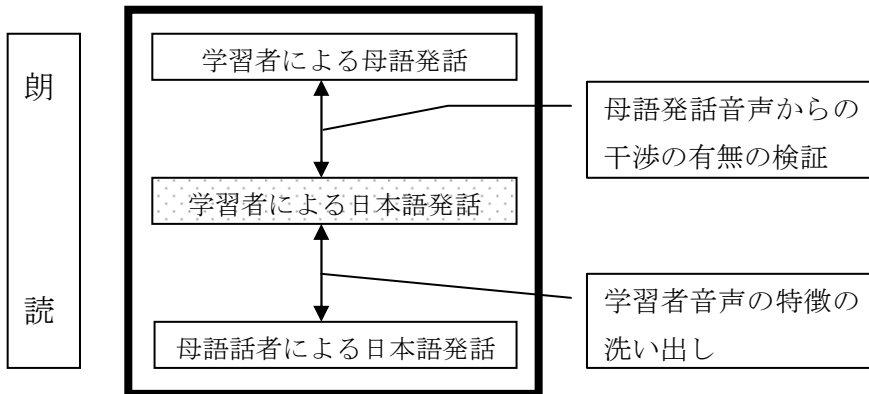 朗
読
学習者による母語発話
学習者による日本語発話
母語話者による日本語発話
母語発話音声からの
干渉の有無の検証
学習者音声の特徴の
洗い出し